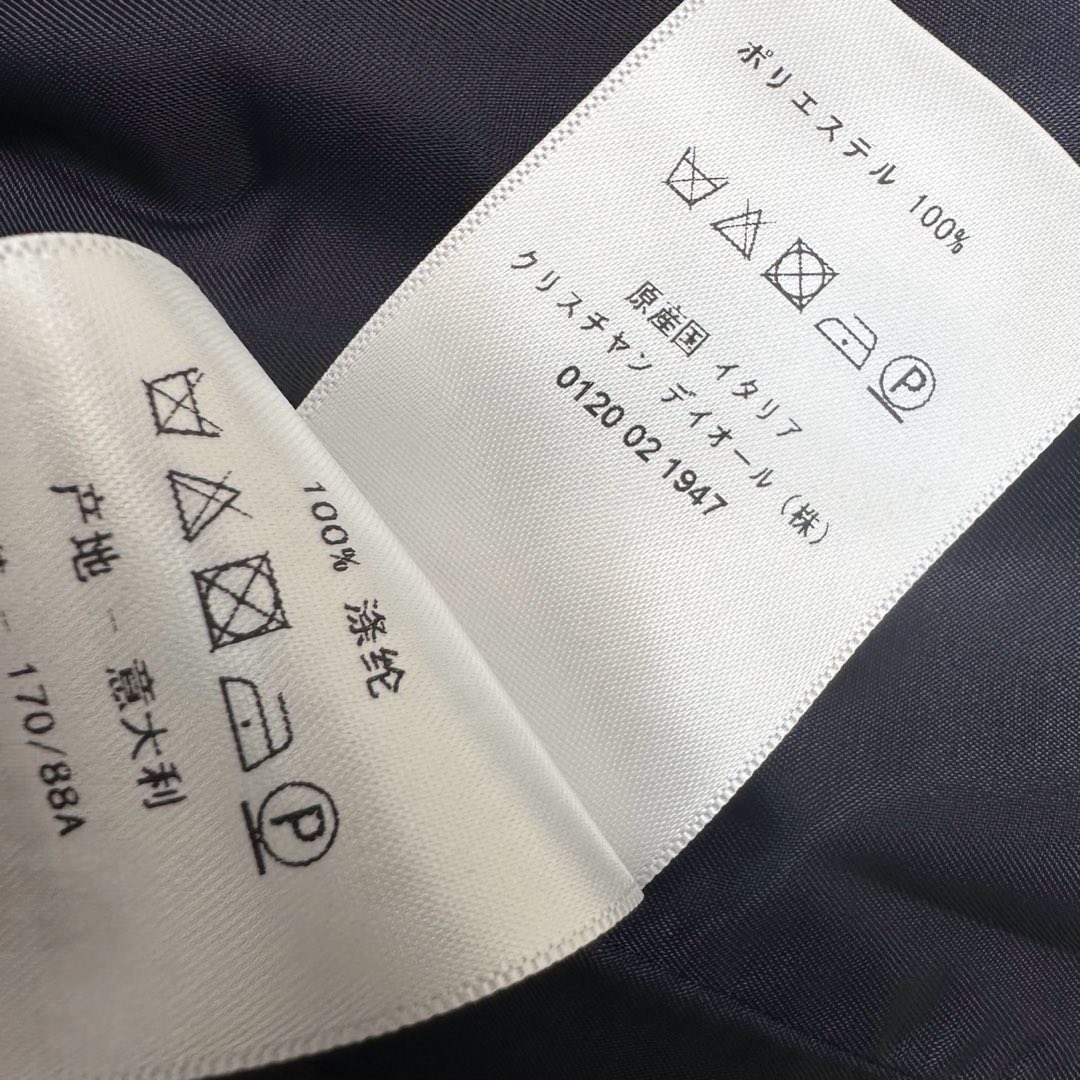 ポリエステル 100%
P
原産国 イタリア
クリスチャン デイオール (株)
0120 02 1947
100% 涤纶
P
产地 - 意大利
- 170/88A